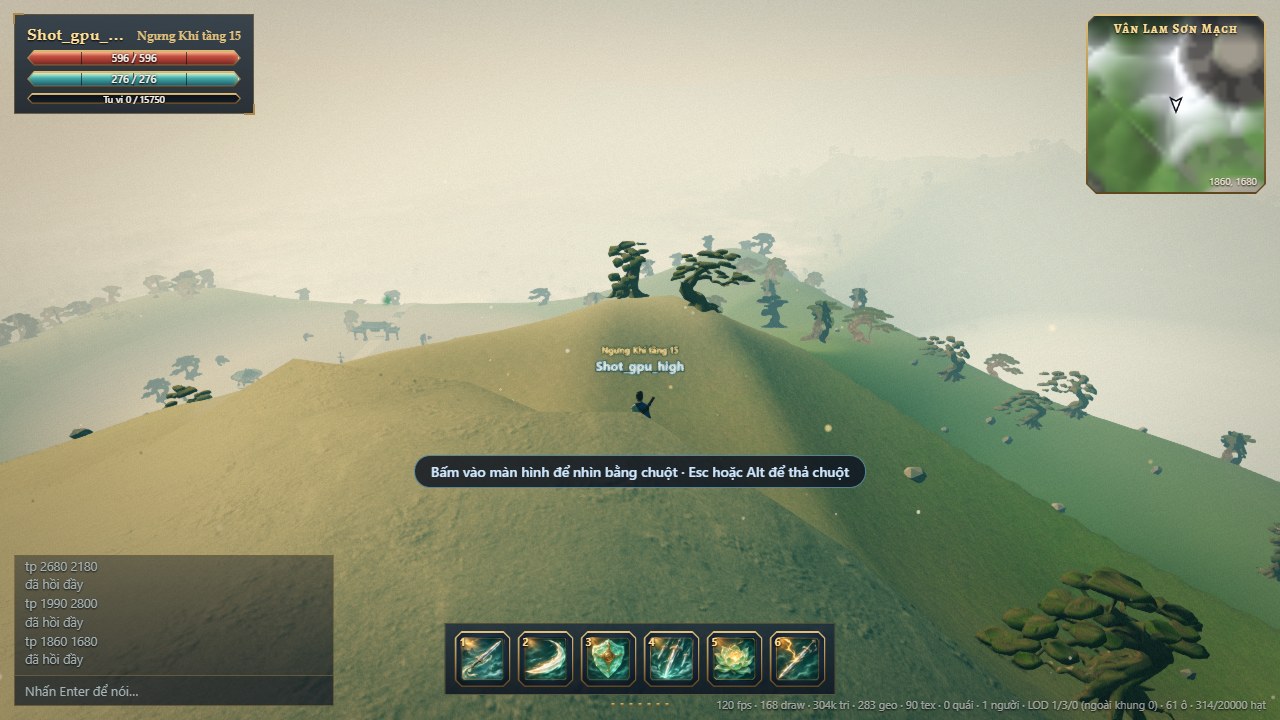 Shot_gpu_... Ngưng Khí tầng 15
596 / 596
276 / 276
Tu vi 0 / 15750
Vân Lam Sơn Mạch
1860, 1680
Ngưng Khí tầng 15
Shot_gpu_high
Bấm vào màn hình để nhìn bằng chuột · Esc hoặc Alt để thả chuột
tp 2680 2180
đã hồi đầy
tp 1990 2800
đã hồi đầy
tp 1860 1680
đã hồi đầy
Nhấn Enter để nói...
1 2 3 4 5 6
120 fps · 168 draw · 304k tri · 283 geo · 90 tex · 0 quái · 1 người · LOD 1/3/0 (ngoài khung 0) · 61 ô · 314/20000 hạt